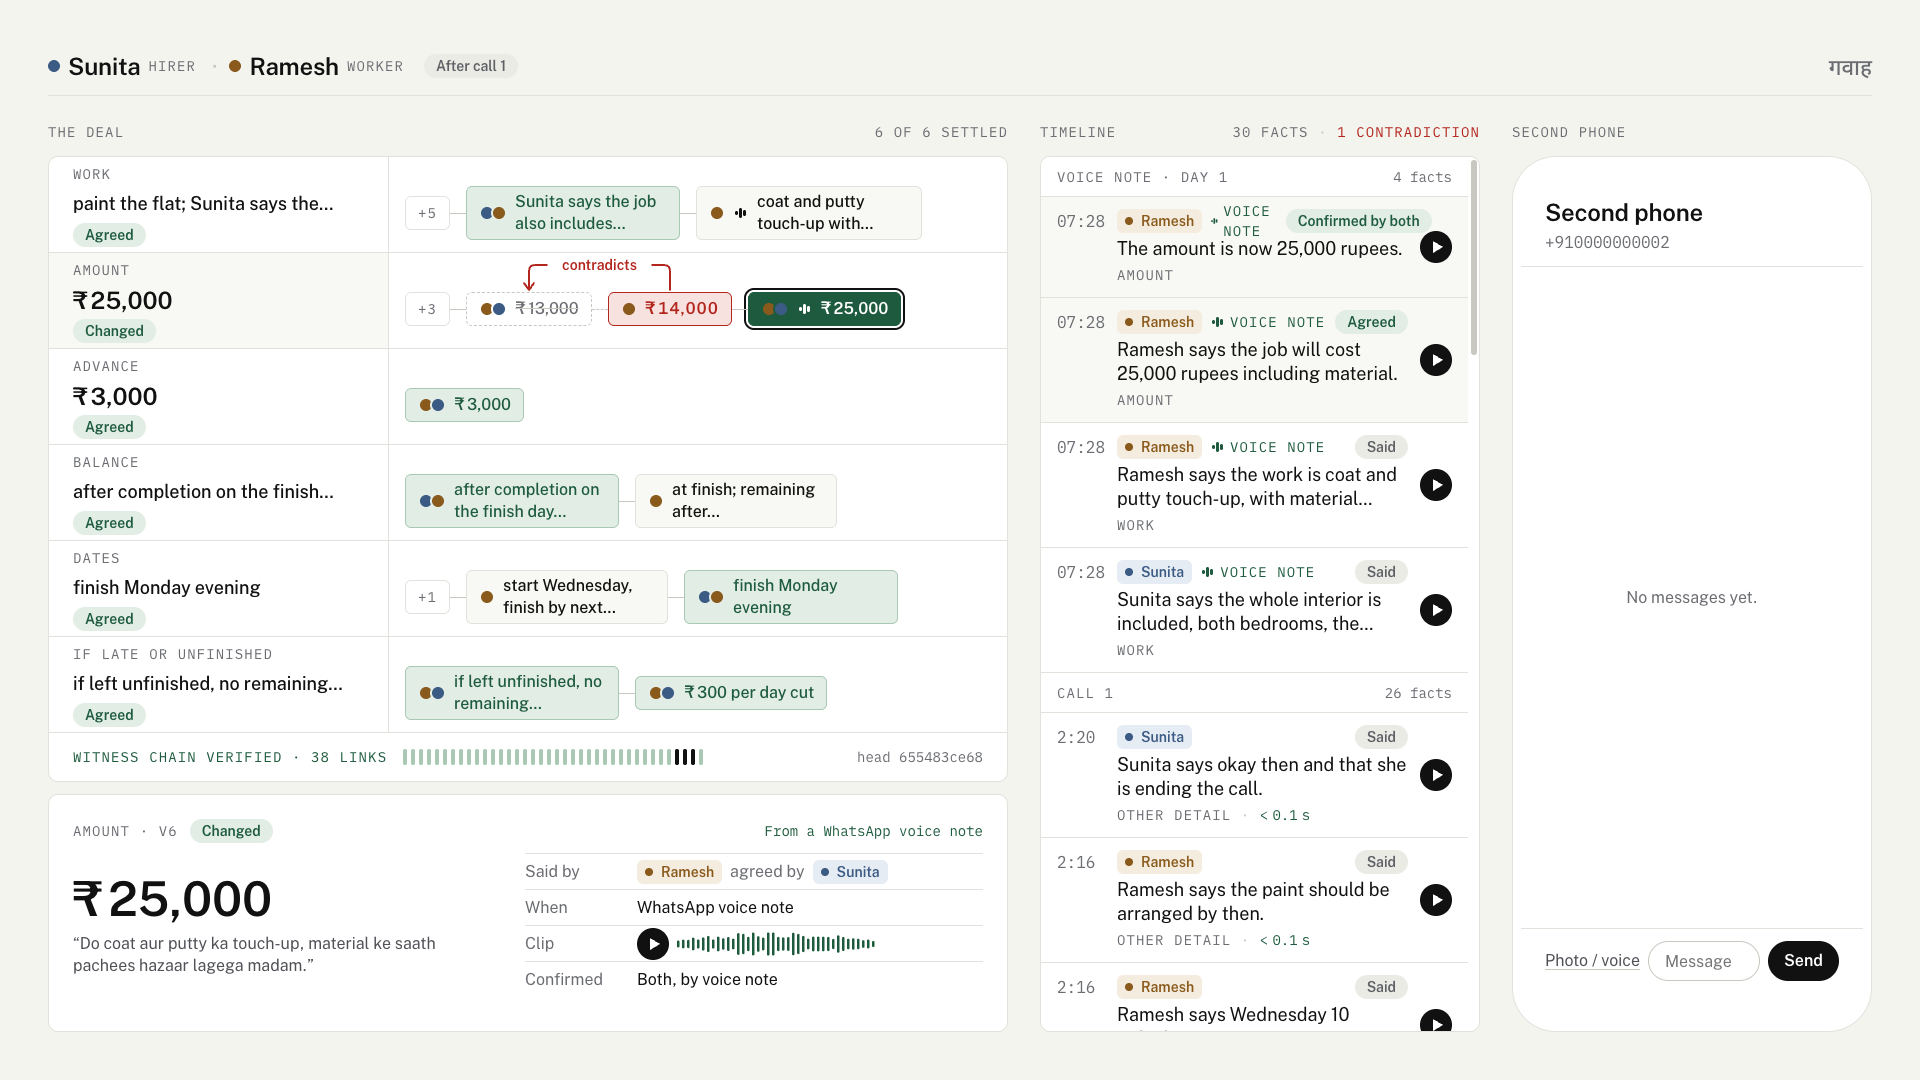 Sunita HIRER · Ramesh WORKER After call 1
गवाह
THE DEAL
6 OF 6 SETTLED
WORK
paint the flat; Sunita says the...
Agreed
+5
Sunita says the job
also includes...
coat and putty
touch-up with...
AMOUNT
₹25,000
Changed
contradicts
+3
₹13,000
₹14,000
₹25,000
ADVANCE
₹3,000
Agreed
₹3,000
BALANCE
after completion on the finish...
Agreed
after completion on
the finish day...
at finish; remaining
after...
DATES
finish Monday evening
Agreed
+1
start Wednesday,
finish by next...
finish Monday
evening
IF LATE OR UNFINISHED
if left unfinished, no remaining...
Agreed
if left unfinished, no
remaining...
₹300 per day cut
WITNESS CHAIN VERIFIED · 38 LINKS
head 655483ce68
AMOUNT · V6 Changed
From a WhatsApp voice note
₹25,000
“Do coat aur putty ka touch-up, material ke saath
pachees hazaar lagega madam.”
Said by Ramesh agreed by Sunita
When WhatsApp voice note
Clip
Confirmed Both, by voice note
TIMELINE
30 FACTS · 1 CONTRADICTION
VOICE NOTE · DAY 1
4 facts
07:28 Ramesh VOICE NOTE Confirmed by both
The amount is now 25,000 rupees.
AMOUNT
07:28 Ramesh VOICE NOTE Agreed
Ramesh says the job will cost
25,000 rupees including material.
AMOUNT
07:28 Ramesh VOICE NOTE Said
Ramesh says the work is coat and
putty touch-up, with material...
WORK
07:28 Sunita VOICE NOTE Said
Sunita says the whole interior is
included, both bedrooms, the...
WORK
CALL 1
26 facts
2:20 Sunita Said
Sunita says okay then and that she
is ending the call.
OTHER DETAIL · <0.1 s
2:16 Ramesh Said
Ramesh says the paint should be
arranged by then.
OTHER DETAIL · <0.1 s
2:16 Ramesh Said
Ramesh says Wednesday 10
SECOND PHONE
Second phone
+910000000002
No messages yet.
Photo / voice
Message
Send